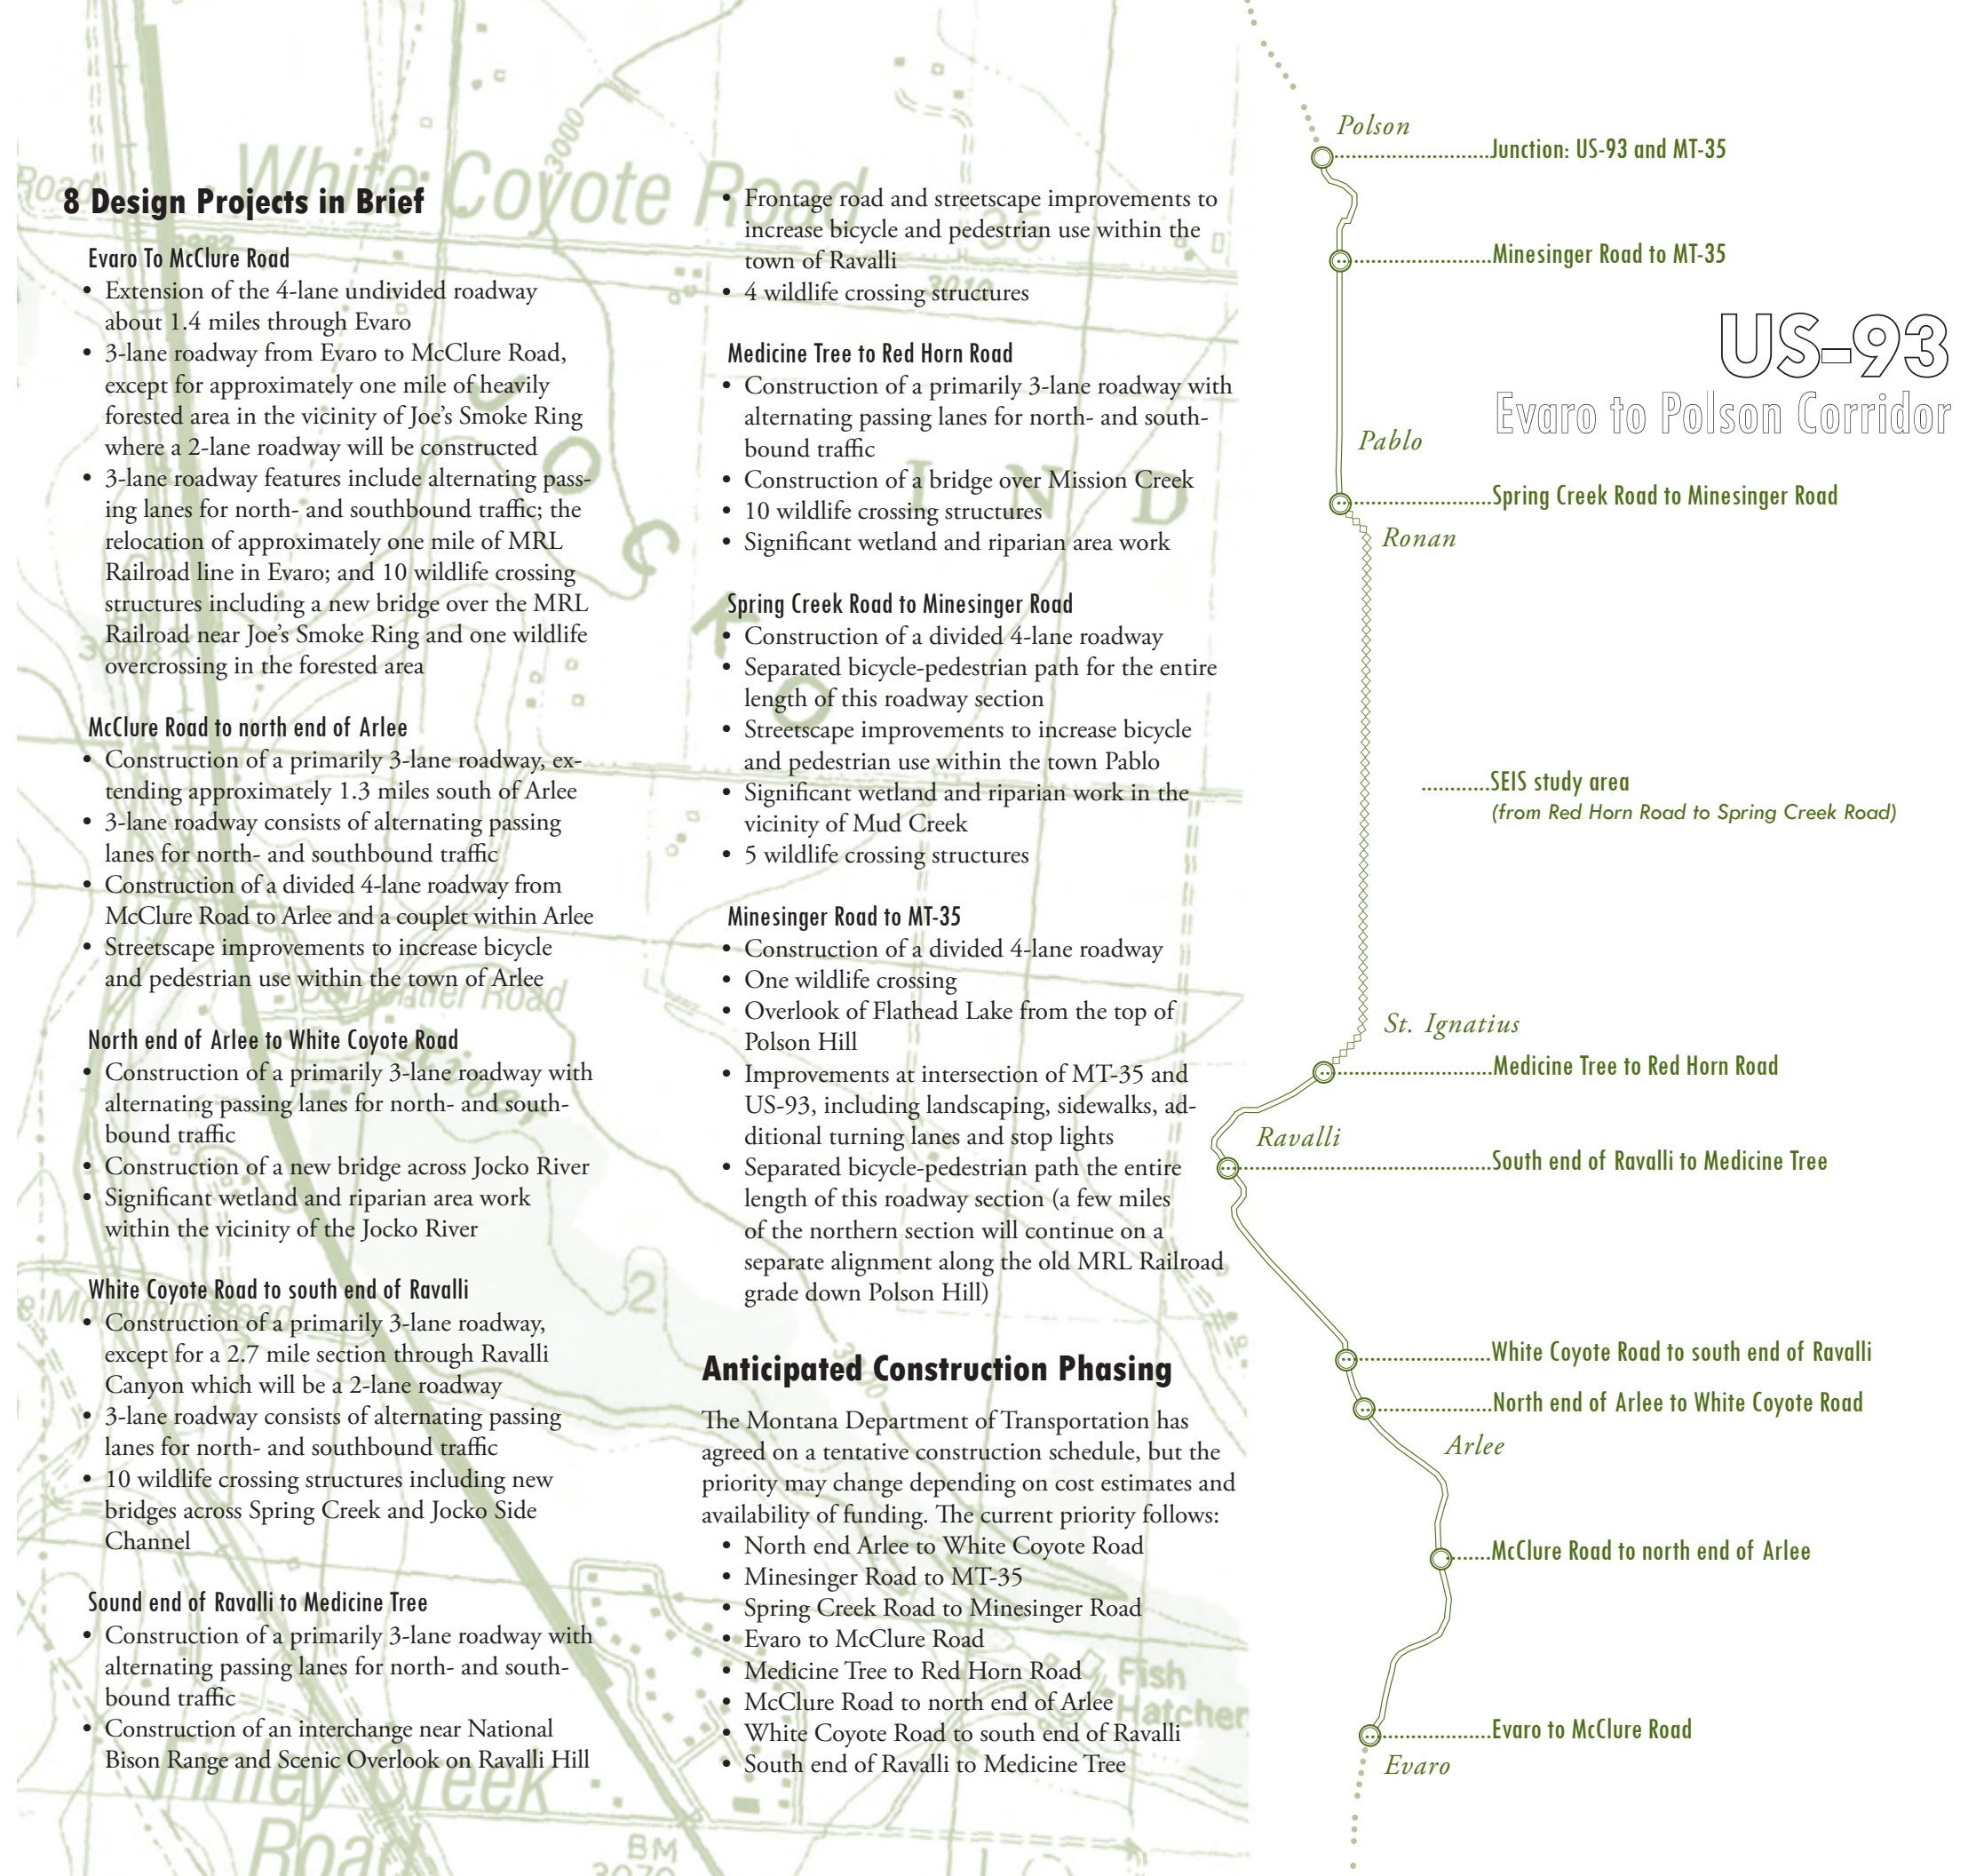 8 Design Projects in Brief
Evaro To McClure Road
• Extension of the 4-lane undivided roadway
about 1.4 miles through Evaro
• 3-lane roadway from Evaro to McClure Road,
except for approximately one mile of heavily
forested area in the vicinity of Joe's Smoke Ring
where a 2-lane roadway will be constructed
• 3-lane roadway features include alternating pass-
ing lanes for north- and southbound traffic; the
relocation of approximately one mile of MRL
Railroad line in Evaro; and 10 wildlife crossing
structures including a new bridge over the MRL
Railroad near Joe's Smoke Ring and one wildlife
overcrossing in the forested area
McClure Road to north end of Arlee
• Construction of a primarily 3-lane roadway, ex-
tending approximately 1.3 miles south of Arlee
• 3-lane roadway consists of alternating passing
lanes for north- and southbound traffic
• Construction of a divided 4-lane roadway from
McClure Road to Arlee and a couplet within Arlee
• Streetscape improvements to increase bicycle
and pedestrian use within the town of Arlee
North end of Arlee to White Coyote Road
• Construction of a primarily 3-lane roadway with
alternating passing lanes for north- and south-
bound traffic
• Construction of a new bridge across Jocko River
• Significant wetland and riparian area work
within the vicinity of the Jocko River
White Coyote Road to south end of Ravalli
• Construction of a primarily 3-lane roadway,
except for a 2.7 mile section through Ravalli
Canyon which will be a 2-lane roadway
• 3-lane roadway consists of alternating passing
lanes for north- and southbound traffic
• 10 wildlife crossing structures including new
bridges across Spring Creek and Jocko Side
Channel
Sound end of Ravalli to Medicine Tree
• Construction of a primarily 3-lane roadway with
alternating passing lanes for north- and south-
bound traffic
• Construction of an interchange near National
Bison Range and Scenic Overlook on Ravalli Hill
• Frontage road and streetscape improvements to
increase bicycle and pedestrian use within the
town of Ravalli
• 4 wildlife crossing structures
Medicine Tree to Red Horn Road
• Construction of a primarily 3-lane roadway with
alternating passing lanes for north- and south-
bound traffic
• Construction of a bridge over Mission Creek
• 10 wildlife crossing structures
• Significant wetland and riparian area work
Spring Creek Road to Minesinger Road
• Construction of a divided 4-lane roadway
• Separated bicycle-pedestrian path for the entire
length of this roadway section
• Streetscape improvements to increase bicycle
and pedestrian use within the town Pablo
• Significant wetland and riparian work in the
vicinity of Mud Creek
• 5 wildlife crossing structures
Minesinger Road to MT-35
• Construction of a divided 4-lane roadway
• One wildlife crossing
• Overlook of Flathead Lake from the top of
Polson Hill
• Improvements at intersection of MT-35 and
US-93, including landscaping, sidewalks, ad-
ditional turning lanes and stop lights
• Separated bicycle-pedestrian path the entire
length of this roadway section (a few miles
of the northern section will continue on a
separate alignment along the old MRL Railroad
grade down Polson Hill)
Anticipated Construction Phasing
The Montana Department of Transportation has
agreed on a tentative construction schedule, but the
priority may change depending on cost estimates and
availability of funding. The current priority follows:
• North end Arlee to White Coyote Road
• Minesinger Road to MT-35
• Spring Creek Road to Minesinger Road
• Evaro to McClure Road
• Medicine Tree to Red Horn Road
• McClure Road to north end of Arlee
• White Coyote Road to south end of Ravalli
• South end of Ravalli to Medicine Tree
Polson
Junction: US-93 and MT-35
Minesinger Road to MT-35
US-93
Evaro to Polson Corridor
Pablo
Spring Creek Road to Minesinger Road
Ronan
SEIS study area
(from Red Horn Road to Spring Creek Road)
St. Ignatius
Medicine Tree to Red Horn Road
Ravalli
South end of Ravalli to Medicine Tree
White Coyote Road to south end of Ravalli
North end of Arlee to White Coyote Road
Arlee
McClure Road to north end of Arlee
Evaro to McClure Road
Evaro
White Coyote Road
Road
3000
36
3010
JOCKO
IND
River
Road
2
Fish
Finley Creek
Road
BM